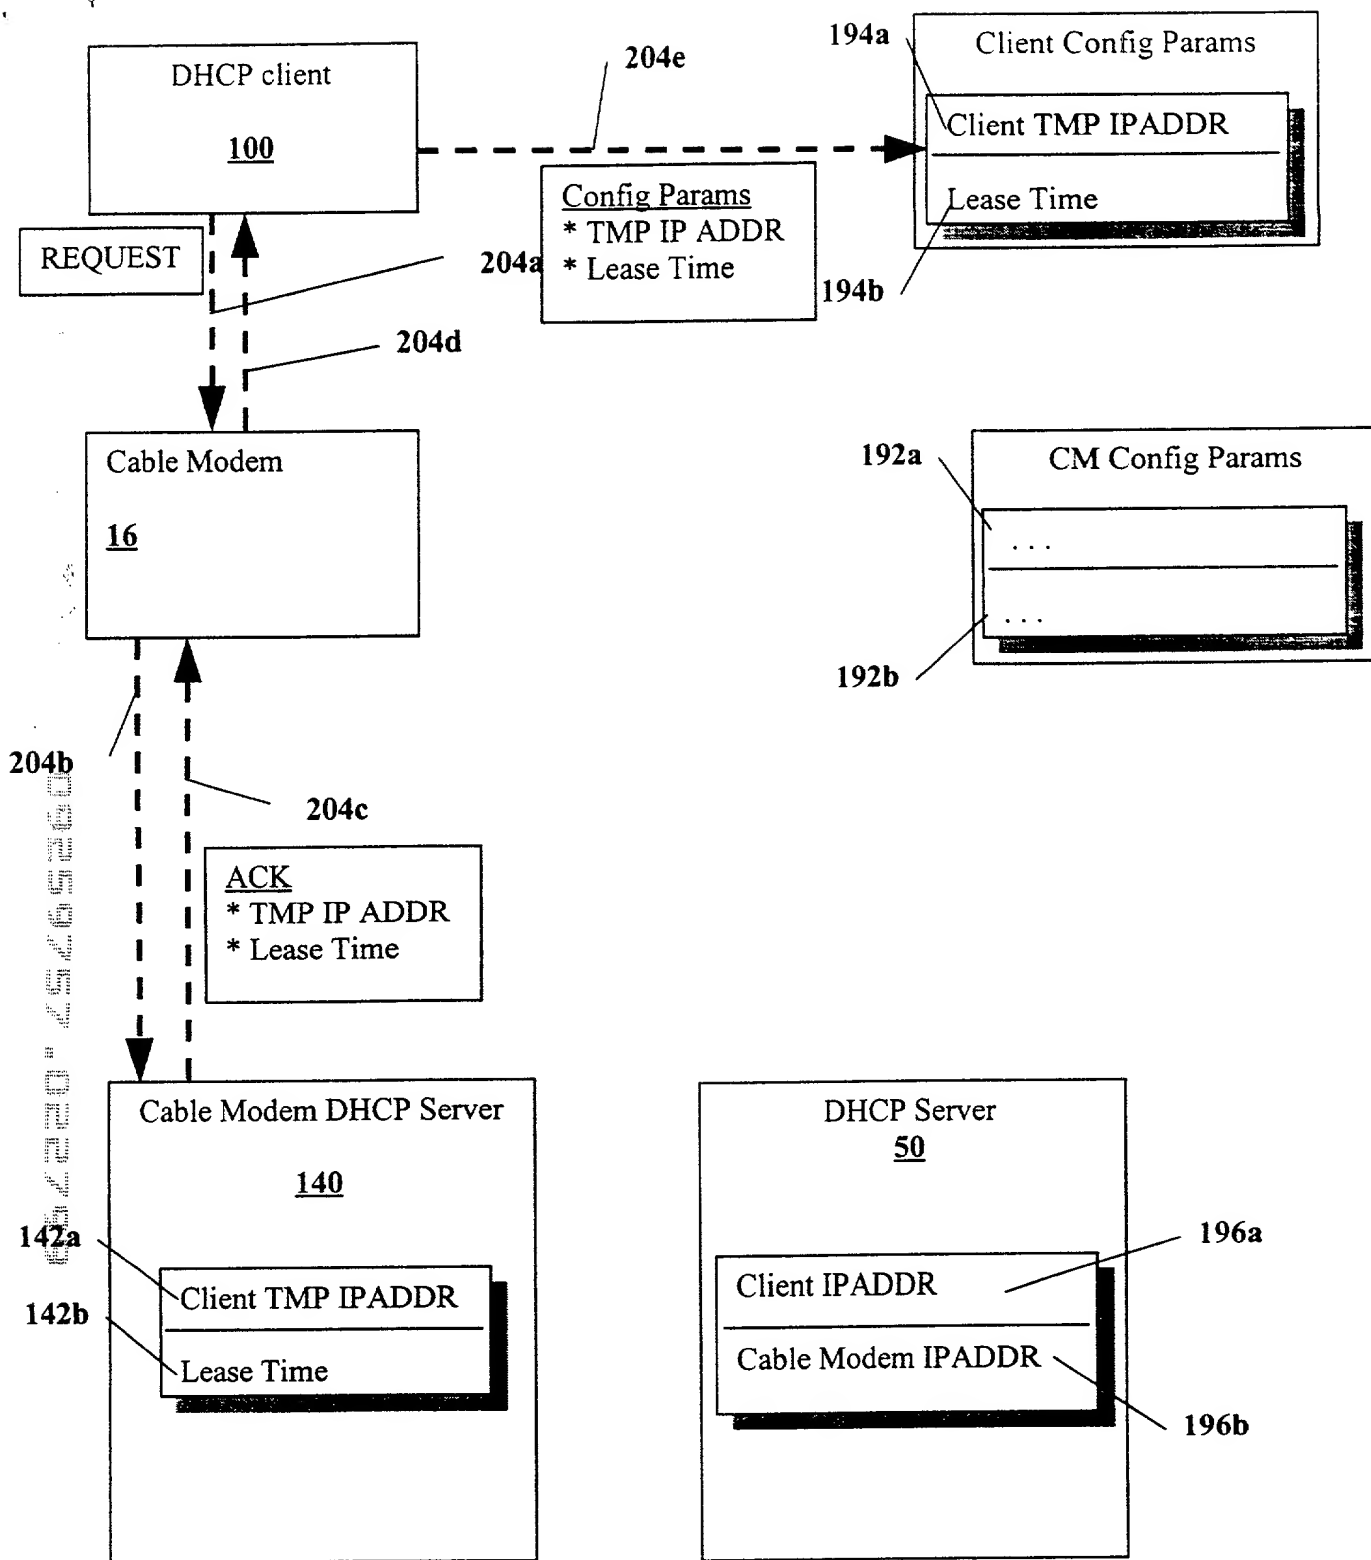 DHCP client
100
204e
194a
Client Config Params
Client TMP IPADDR
Lease Time
194b
Config Params
* TMP IP ADDR
* Lease Time
REQUEST
204a
204d
Cable Modem
16
192a
CM Config Params
. . .
. . .
192b
204b
204c
ACK
* TMP IP ADDR
* Lease Time
Cable Modem DHCP Server
140
142a
Client TMP IPADDR
142b
Lease Time
DHCP Server
50
196a
Client IPADDR
Cable Modem IPADDR
196b